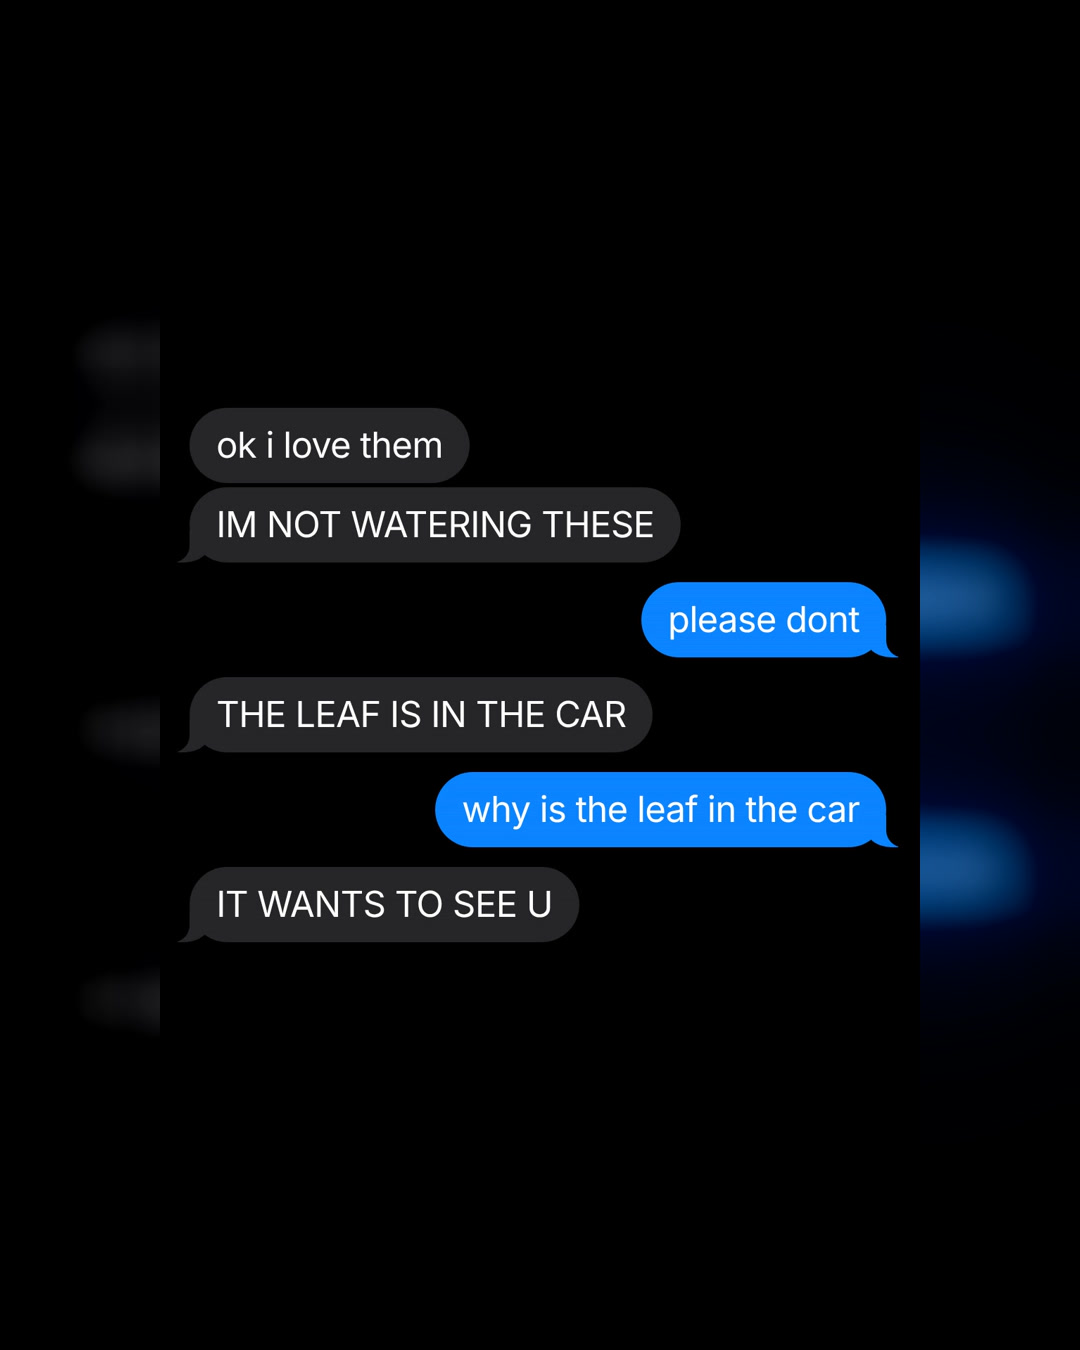 ok i love them
IM NOT WATERING THESE
please dont
THE LEAF IS IN THE CAR
why is the leaf in the car
IT WANTS TO SEE U